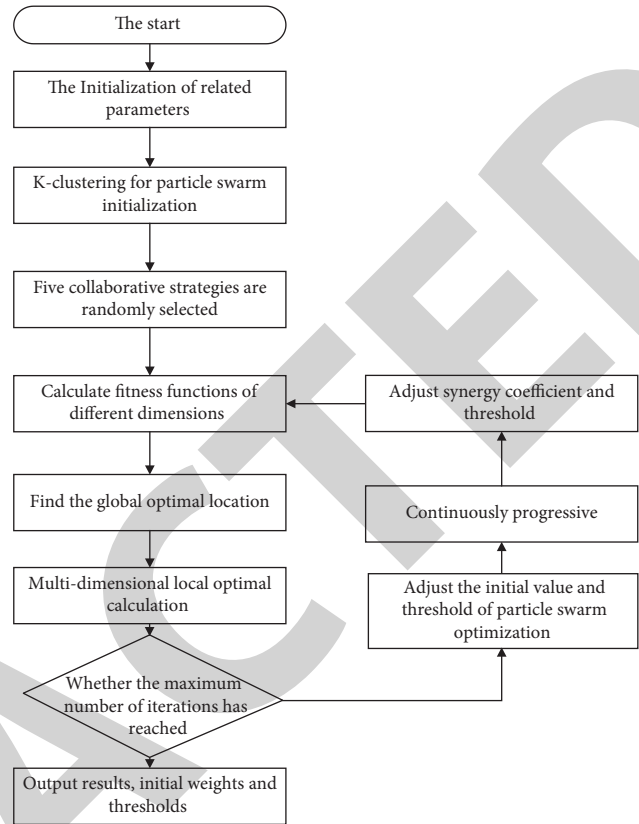 The start
The Initialization of related
parameters
K-clustering for particle swarm
initialization
Five collaborative strategies are
randomly selected
Calculate fitness functions of
different dimensions
Find the global optimal location
Multi-dimensional local optimal
calculation
Whether the maximum
number of iterations has
reached
Output results, initial weights and
thresholds
Adjust the initial value and
threshold of particle swarm
optimization
Continuously progressive
Adjust synergy coefficient and
threshold
ACTED